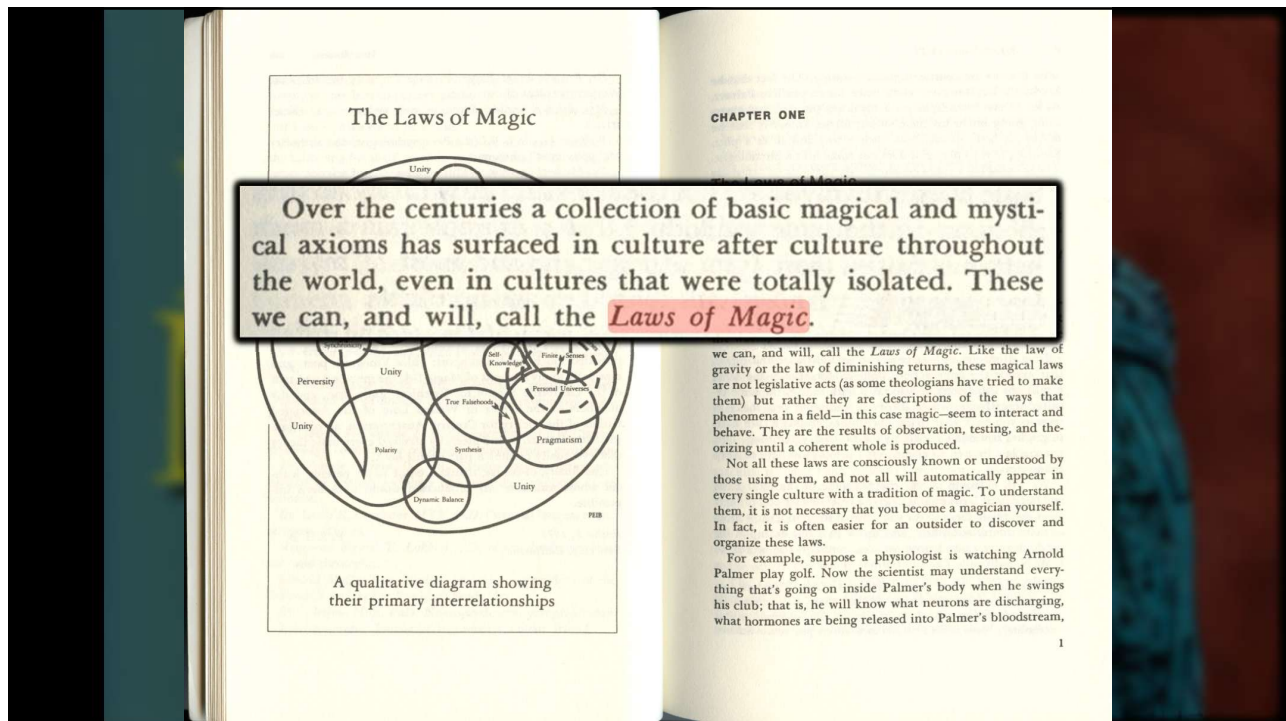 The Laws of Magic
Unity
Over the centuries a collection of basic magical and mysti-
cal axioms has surfaced in culture after culture throughout
the world, even in cultures that were totally isolated. These
we can, and will, call the Laws of Magic.
Synchronicity
Self-
Knowledge
Finite Senses
Perversity
Unity
Personal Universes
True Falsehoods
Unity
Pragmatism
Polarity
Synthesis
Dynamic Balance
Unity
PEIB
A qualitative diagram showing
their primary interrelationships
CHAPTER ONE
The Laws of Magic
we can, and will, call the Laws of Magic. Like the law of
gravity or the law of diminishing returns, these magical laws
are not legislative acts (as some theologians have tried to make
them) but rather they are descriptions of the ways that
phenomena in a field—in this case magic—seem to interact and
behave. They are the results of observation, testing, and the-
orizing until a coherent whole is produced.
Not all these laws are consciously known or understood by
those using them, and not all will automatically appear in
every single culture with a tradition of magic. To understand
them, it is not necessary that you become a magician yourself.
In fact, it is often easier for an outsider to discover and
organize these laws.
For example, suppose a physiologist is watching Arnold
Palmer play golf. Now the scientist may understand every-
thing that's going on inside Palmer's body when he swings
his club; that is, he will know what neurons are discharging,
what hormones are being released into Palmer's bloodstream,
1